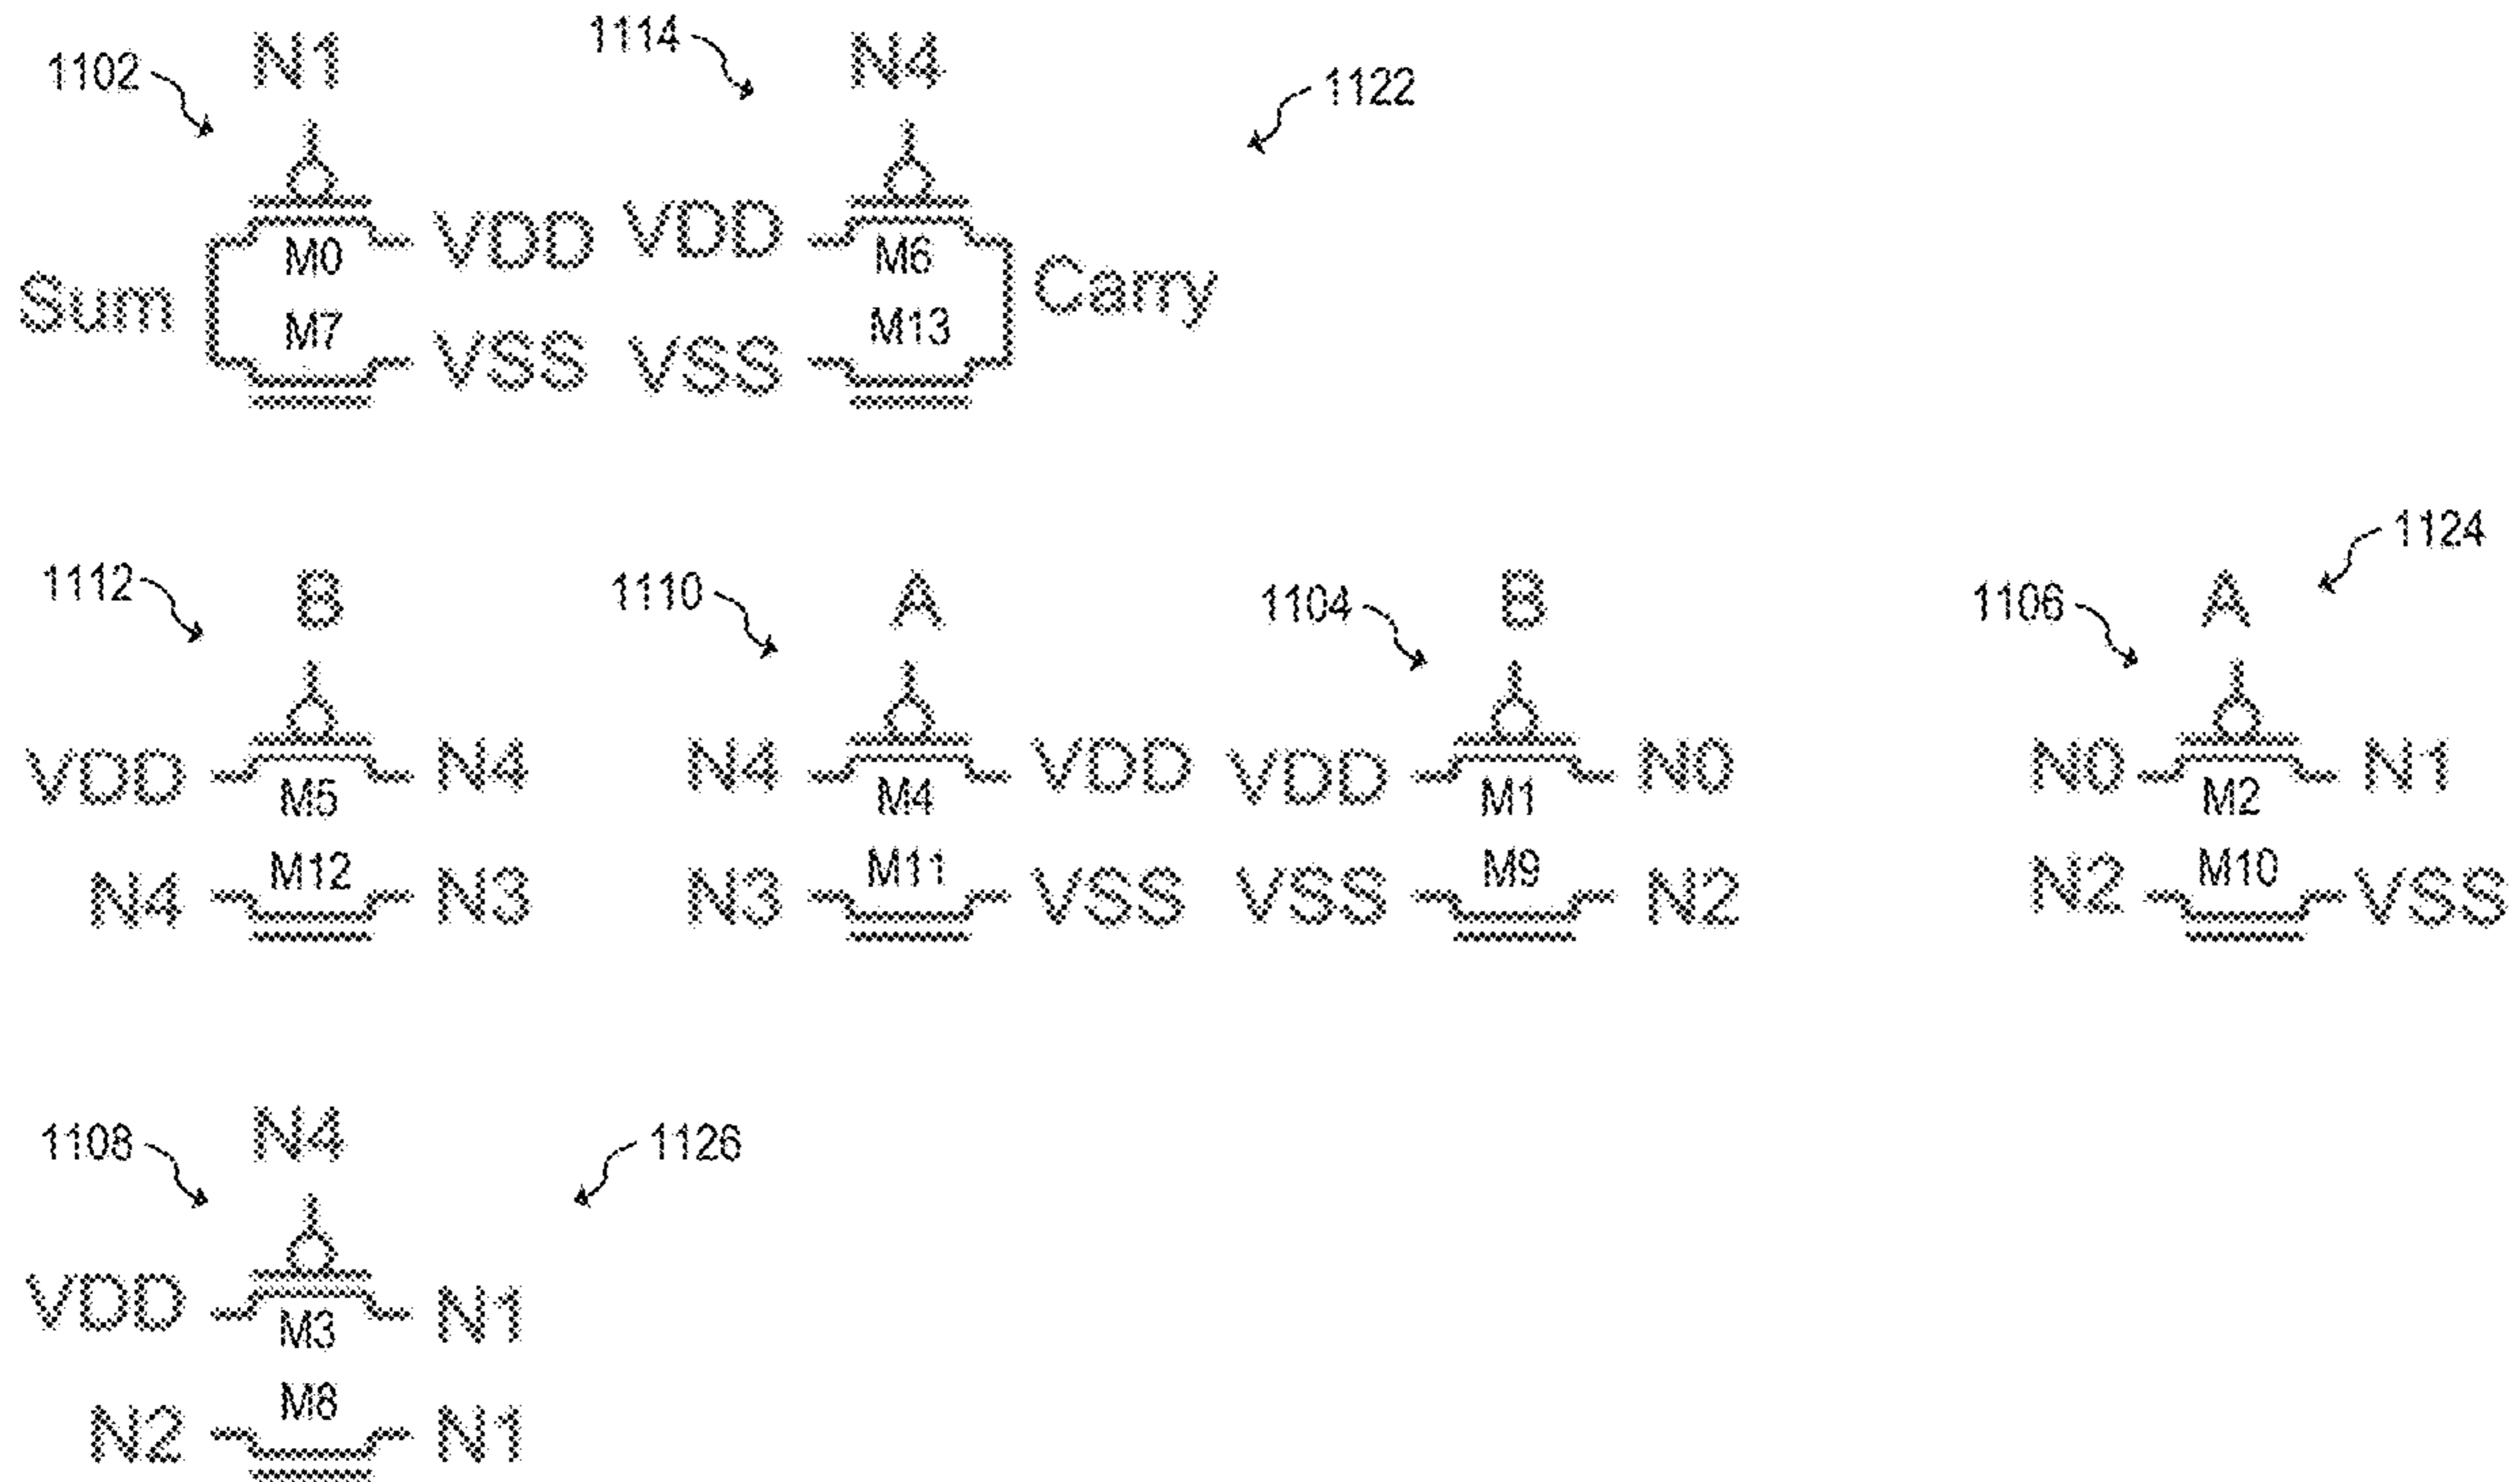 1102 N1 1114 N4 1122
VDD VDD
M0 M6
Sum Carry
M7 M13
VSS VSS
1124
1112 B 1110 A 1104 B 1106 A
VDD N4 N4 VDD VDD N0 N0 N1
M5 M4 M1 M2
M12 M11 M9 M10
N4 N3 N3 VSS VSS N2 N2 VSS
1108 N4 1126
VDD N1
M3
M8
N2 N1